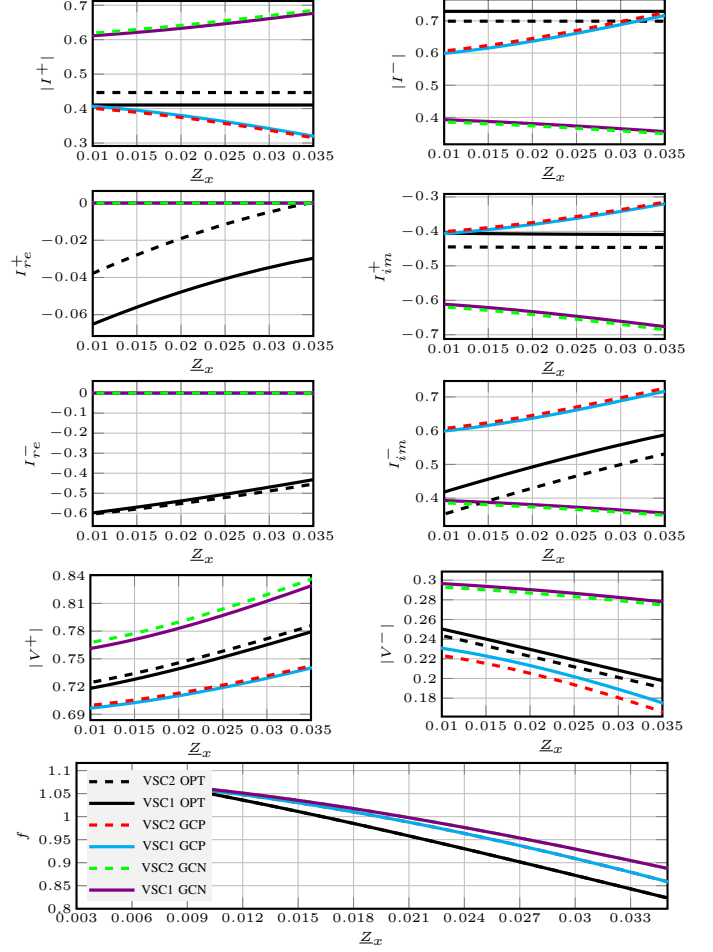 0.7
0.6
0.5
0.4
0.3
|I⁺|
0.01 0.015 0.02 0.025 0.03 0.035
Z_x
0.7
0.6
0.5
0.4
|I⁻|
0.01 0.015 0.02 0.025 0.03 0.035
Z_x
0
−0.02
−0.04
−0.06
I⁺_re
0.01 0.015 0.02 0.025 0.03 0.035
Z_x
−0.3
−0.4
−0.5
−0.6
−0.7
I⁺_im
0.01 0.015 0.02 0.025 0.03 0.035
Z_x
0
−0.1
−0.2
−0.3
−0.4
−0.5
−0.6
I⁻_re
0.01 0.015 0.02 0.025 0.03 0.035
Z_x
0.7
0.6
0.5
0.4
I⁻_im
0.01 0.015 0.02 0.025 0.03 0.035
Z_x
0.84
0.81
0.78
0.75
0.72
0.69
|V⁺|
0.01 0.015 0.02 0.025 0.03 0.035
Z_x
0.3
0.28
0.26
0.24
0.22
0.2
0.18
|V⁻|
0.01 0.015 0.02 0.025 0.03 0.035
Z_x
1.1
1.05
1
0.95
0.9
0.85
0.8
f
VSC2 OPT
VSC1 OPT
VSC2 GCP
VSC1 GCP
VSC2 GCN
VSC1 GCN
0.003 0.006 0.009 0.012 0.015 0.018 0.021 0.024 0.027 0.03 0.033
Z_x